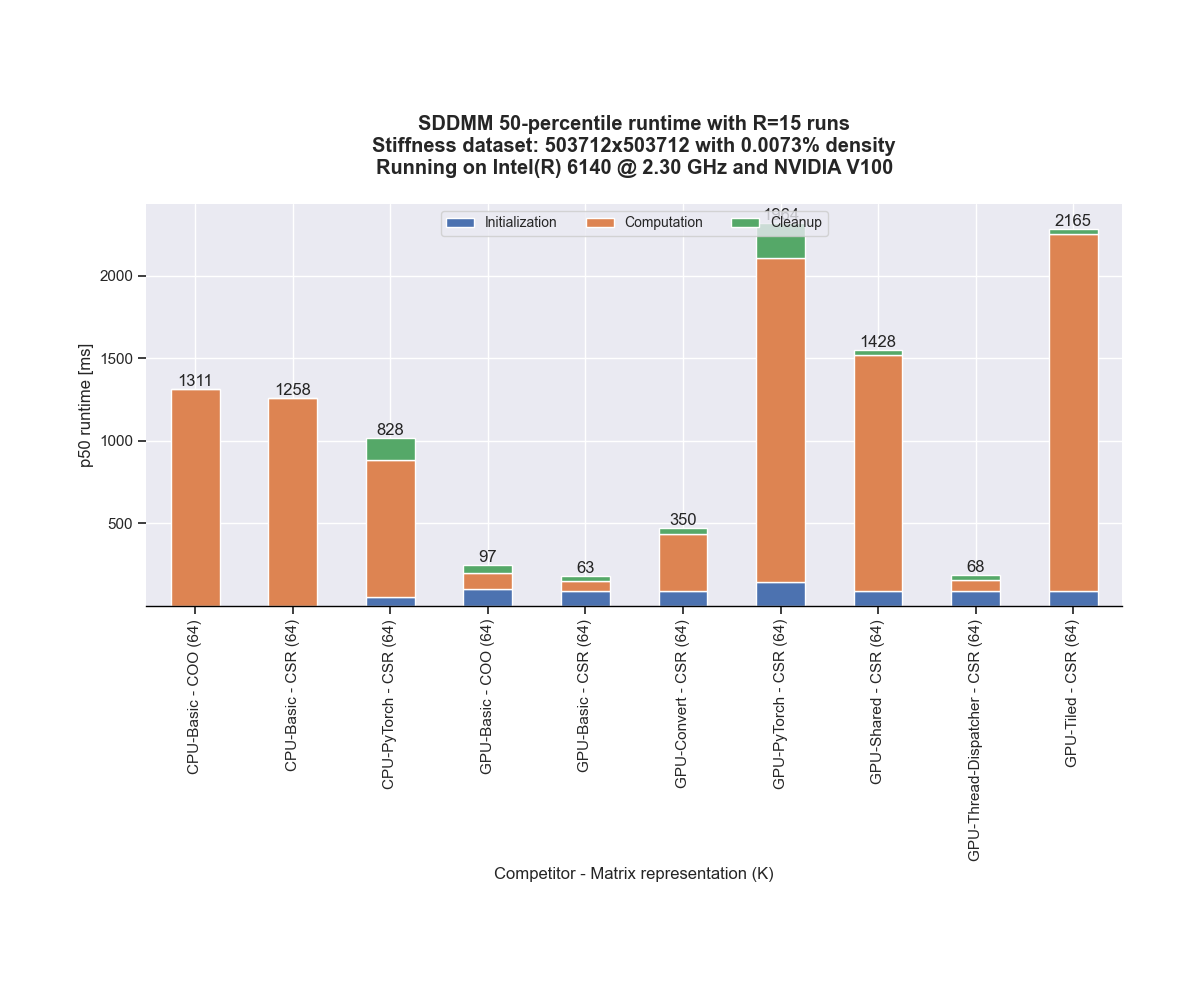 SDDMM 50-percentile runtime with R=15 runs
Stiffness dataset: 503712x503712 with 0.0073% density
Running on Intel(R) 6140 @ 2.30 GHz and NVIDIA V100
Initialization
Computation
Cleanup
p50 runtime [ms]
2000
1500
1000
500
1311
1258
828
97
63
350
1964
1428
68
2165
CPU-Basic - COO (64)
CPU-Basic - CSR (64)
CPU-PyTorch - CSR (64)
GPU-Basic - COO (64)
GPU-Basic - CSR (64)
GPU-Convert - CSR (64)
GPU-PyTorch - CSR (64)
GPU-Shared - CSR (64)
GPU-Thread-Dispatcher - CSR (64)
GPU-Tiled - CSR (64)
Competitor - Matrix representation (K)